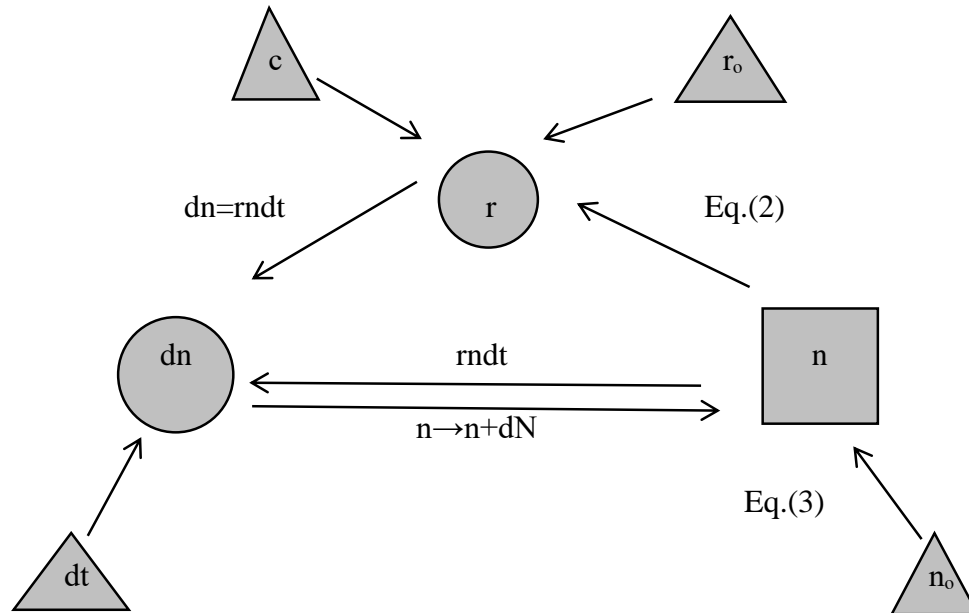 c
rₒ
dn=rndt
r
Eq.(2)
dn
rndt
n
n→n+dN
Eq.(3)
dt
nₒ